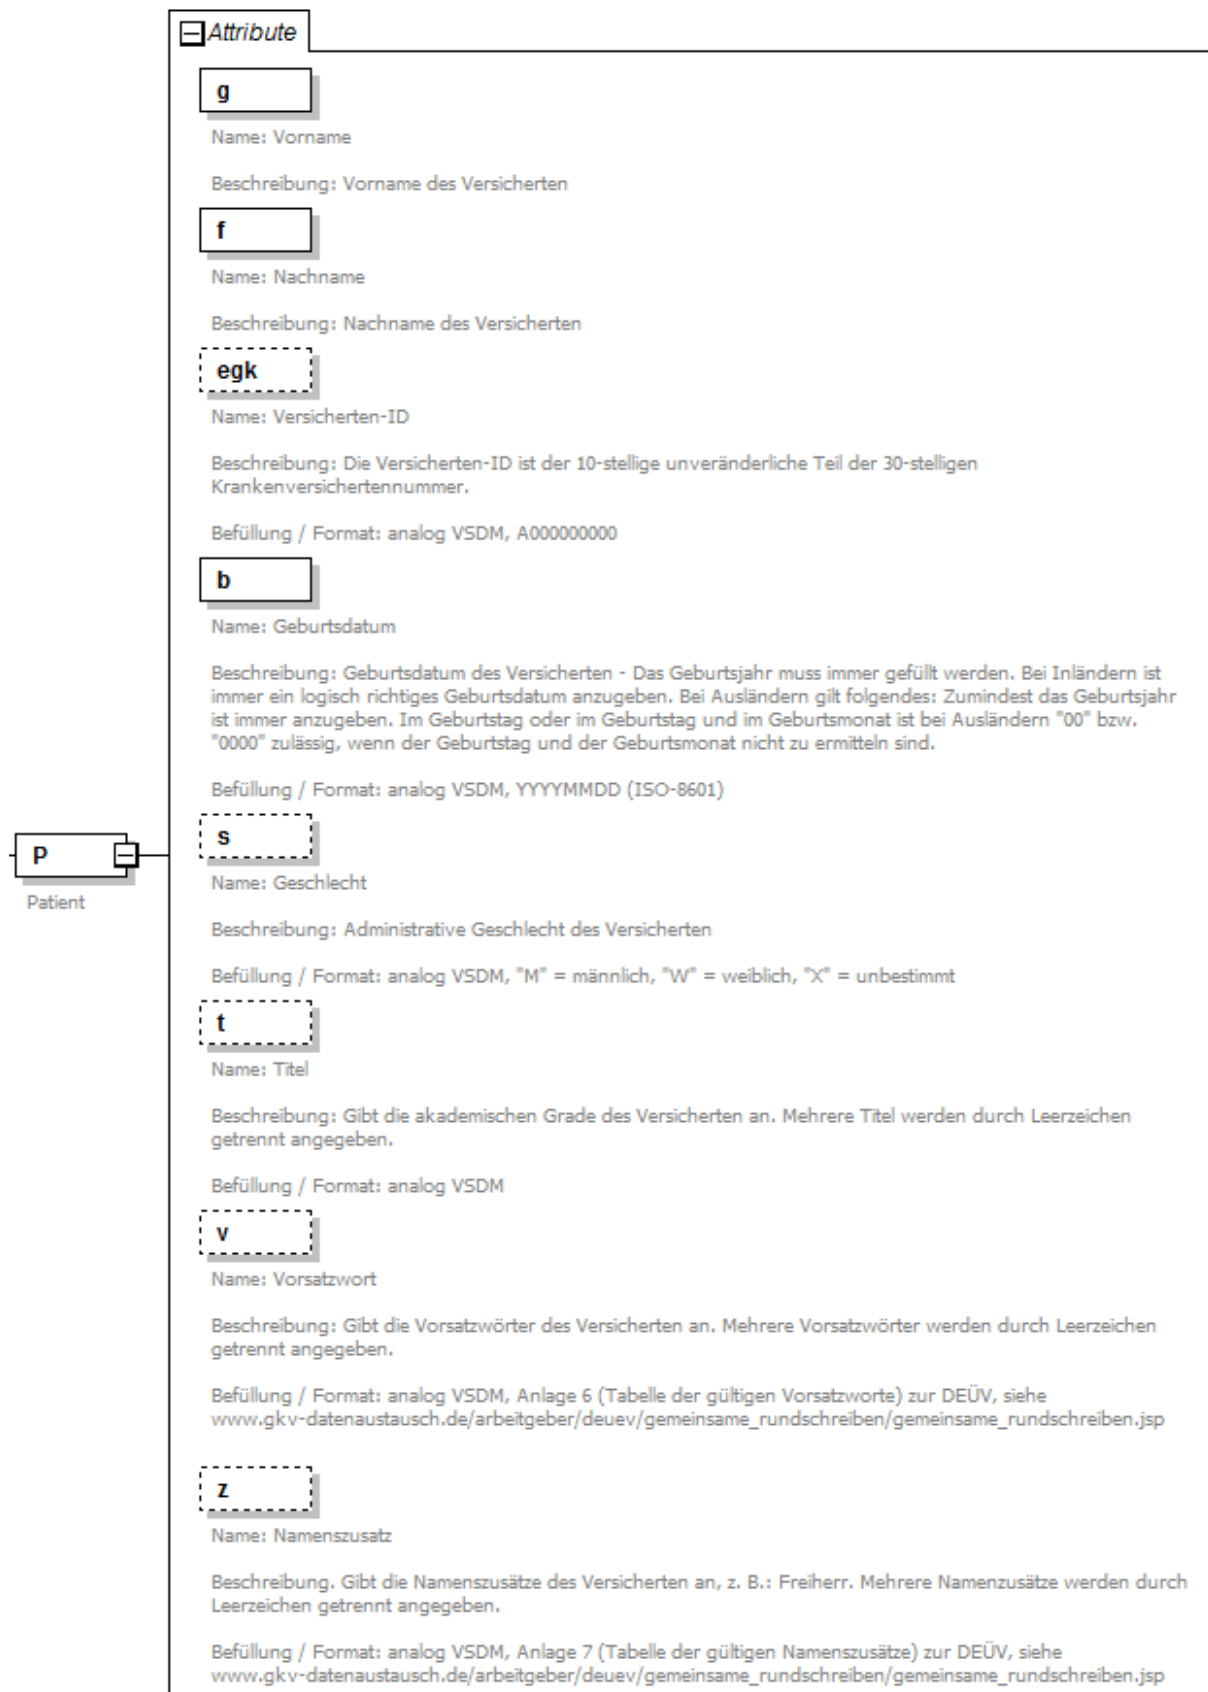 Attribute
g
Name: Vorname
Beschreibung: Vorname des Versicherten
f
Name: Nachname
Beschreibung: Nachname des Versicherten
egk
Name: Versicherten-ID
Beschreibung: Die Versicherten-ID ist der 10-stellige unveränderliche Teil der 30-stelligen
Krankenversichertennummer.
Befüllung / Format: analog VSDM, A000000000
b
Name: Geburtsdatum
Beschreibung: Geburtsdatum des Versicherten - Das Geburtsjahr muss immer gefüllt werden. Bei Inländern ist
immer ein logisch richtiges Geburtsdatum anzugeben. Bei Ausländern gilt folgendes: Zumindest das Geburtsjahr
ist immer anzugeben. Im Geburtstag oder im Geburtstag und im Geburtsmonat ist bei Ausländern "00" bzw.
"0000" zulässig, wenn der Geburtstag und der Geburtsmonat nicht zu ermitteln sind.
Befüllung / Format: analog VSDM, YYYYMMDD (ISO-8601)
P
Patient
s
Name: Geschlecht
Beschreibung: Administrative Geschlecht des Versicherten
Befüllung / Format: analog VSDM, "M" = männlich, "W" = weiblich, "X" = unbestimmt
t
Name: Titel
Beschreibung: Gibt die akademischen Grade des Versicherten an. Mehrere Titel werden durch Leerzeichen
getrennt angegeben.
Befüllung / Format: analog VSDM
v
Name: Vorsatzwort
Beschreibung: Gibt die Vorsatzwörter des Versicherten an. Mehrere Vorsatzwörter werden durch Leerzeichen
getrennt angegeben.
Befüllung / Format: analog VSDM, Anlage 6 (Tabelle der gültigen Vorsatzworte) zur DEÜV, siehe
www.gkv-datenaustausch.de/arbeitgeber/deuev/gemeinsame_rundschreiben/gemeinsame_rundschreiben.jsp
z
Name: Namenszusatz
Beschreibung. Gibt die Namenszusätze des Versicherten an, z. B.: Freiherr. Mehrere Namenzusätze werden durch
Leerzeichen getrennt angegeben.
Befüllung / Format: analog VSDM, Anlage 7 (Tabelle der gültigen Namenszusätze) zur DEÜV, siehe
www.gkv-datenaustausch.de/arbeitgeber/deuev/gemeinsame_rundschreiben/gemeinsame_rundschreiben.jsp